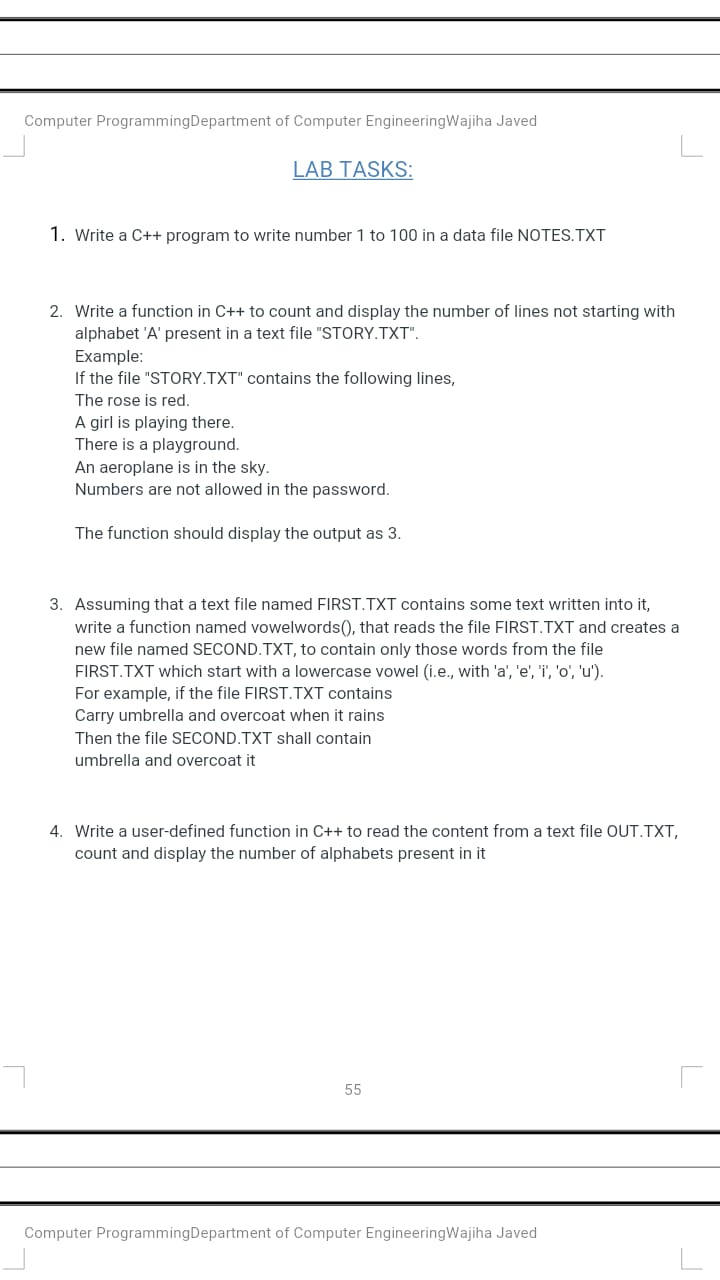 Computer ProgrammingDepartment of Computer EngineeringWajiha Javed
LAB TASKS:
1. Write a C++ program to write number 1 to 100 in a data file NOTES.TXT
2. Write a function in C++ to count and display the number of lines not starting with
alphabet 'A' present in a text file "STORY.TXT".
Example:
If the file "STORY.TXT" contains the following lines,
The rose is red.
A girl is playing there.
There is a playground.
An aeroplane is in the sky.
Numbers are not allowed in the password.
The function should display the output as 3.
3. Assuming that a text file named FIRST.TXT contains some text written into it,
write a function named vowelwords(), that reads the file FIRST.TXT and creates a
new file named SECOND.TXT, to contain only those words from the file
FIRST.TXT which start with a lowercase vowel (i.e., with 'a', 'e', 'i', 'o', 'u').
For example, if the file FIRST.TXT contains
Carry umbrella and overcoat when it rains
Then the file SECOND.TXT shall contain
umbrella and overcoat it
4. Write a user-defined function in C++ to read the content from a text file OUT.TXT,
count and display the number of alphabets present in it
55
Computer ProgrammingDepartment of Computer EngineeringWajiha Javed